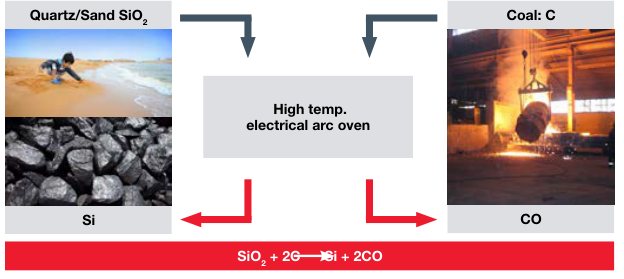 Quartz/Sand SiO₂
Coal: C
High temp.
electrical arc oven
Si
CO
SiO₂ + 2C → Si + 2CO